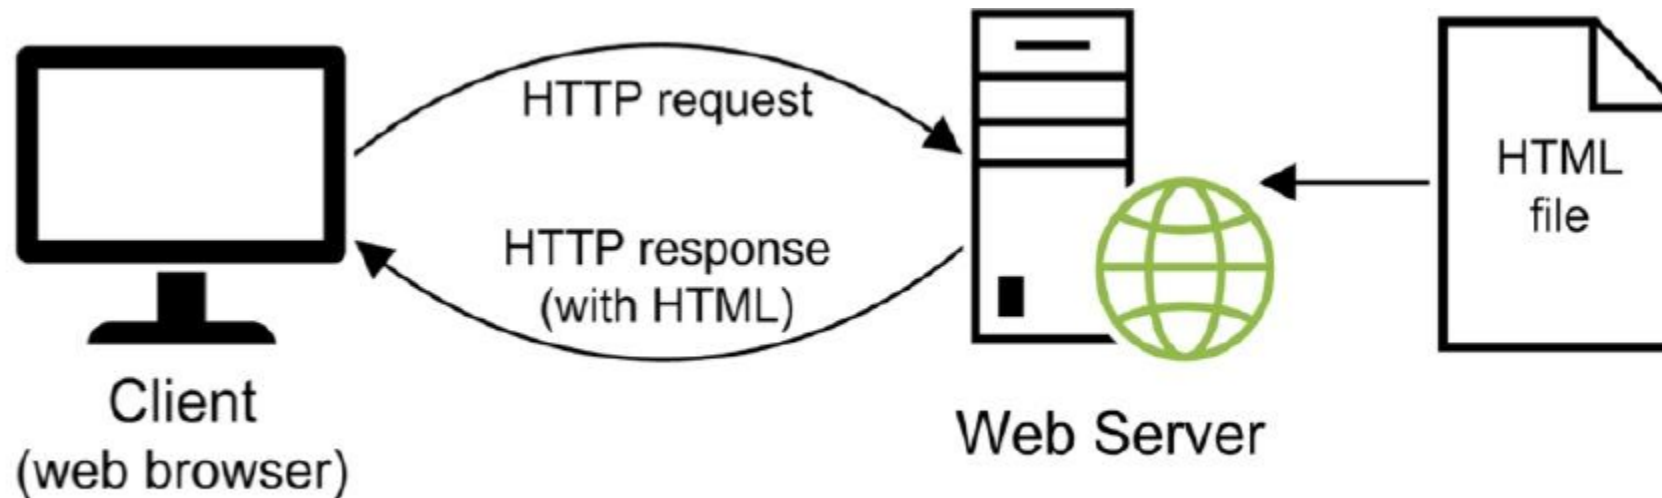 HTTP request
HTTP response
(with HTML)
HTML
file
Client
(web browser)
Web Server